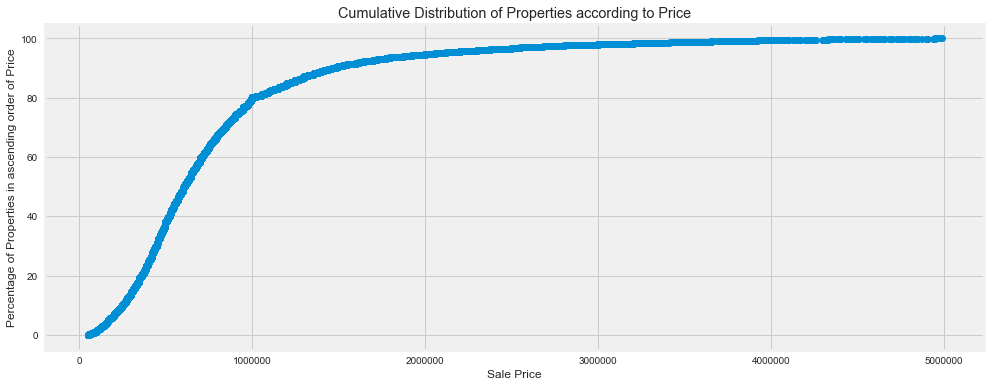 Cumulative Distribution of Properties according to Price
Percentage of Properties in ascending order of Price
100
80
60
40
20
0
0 1000000 2000000 3000000 4000000 5000000
Sale Price